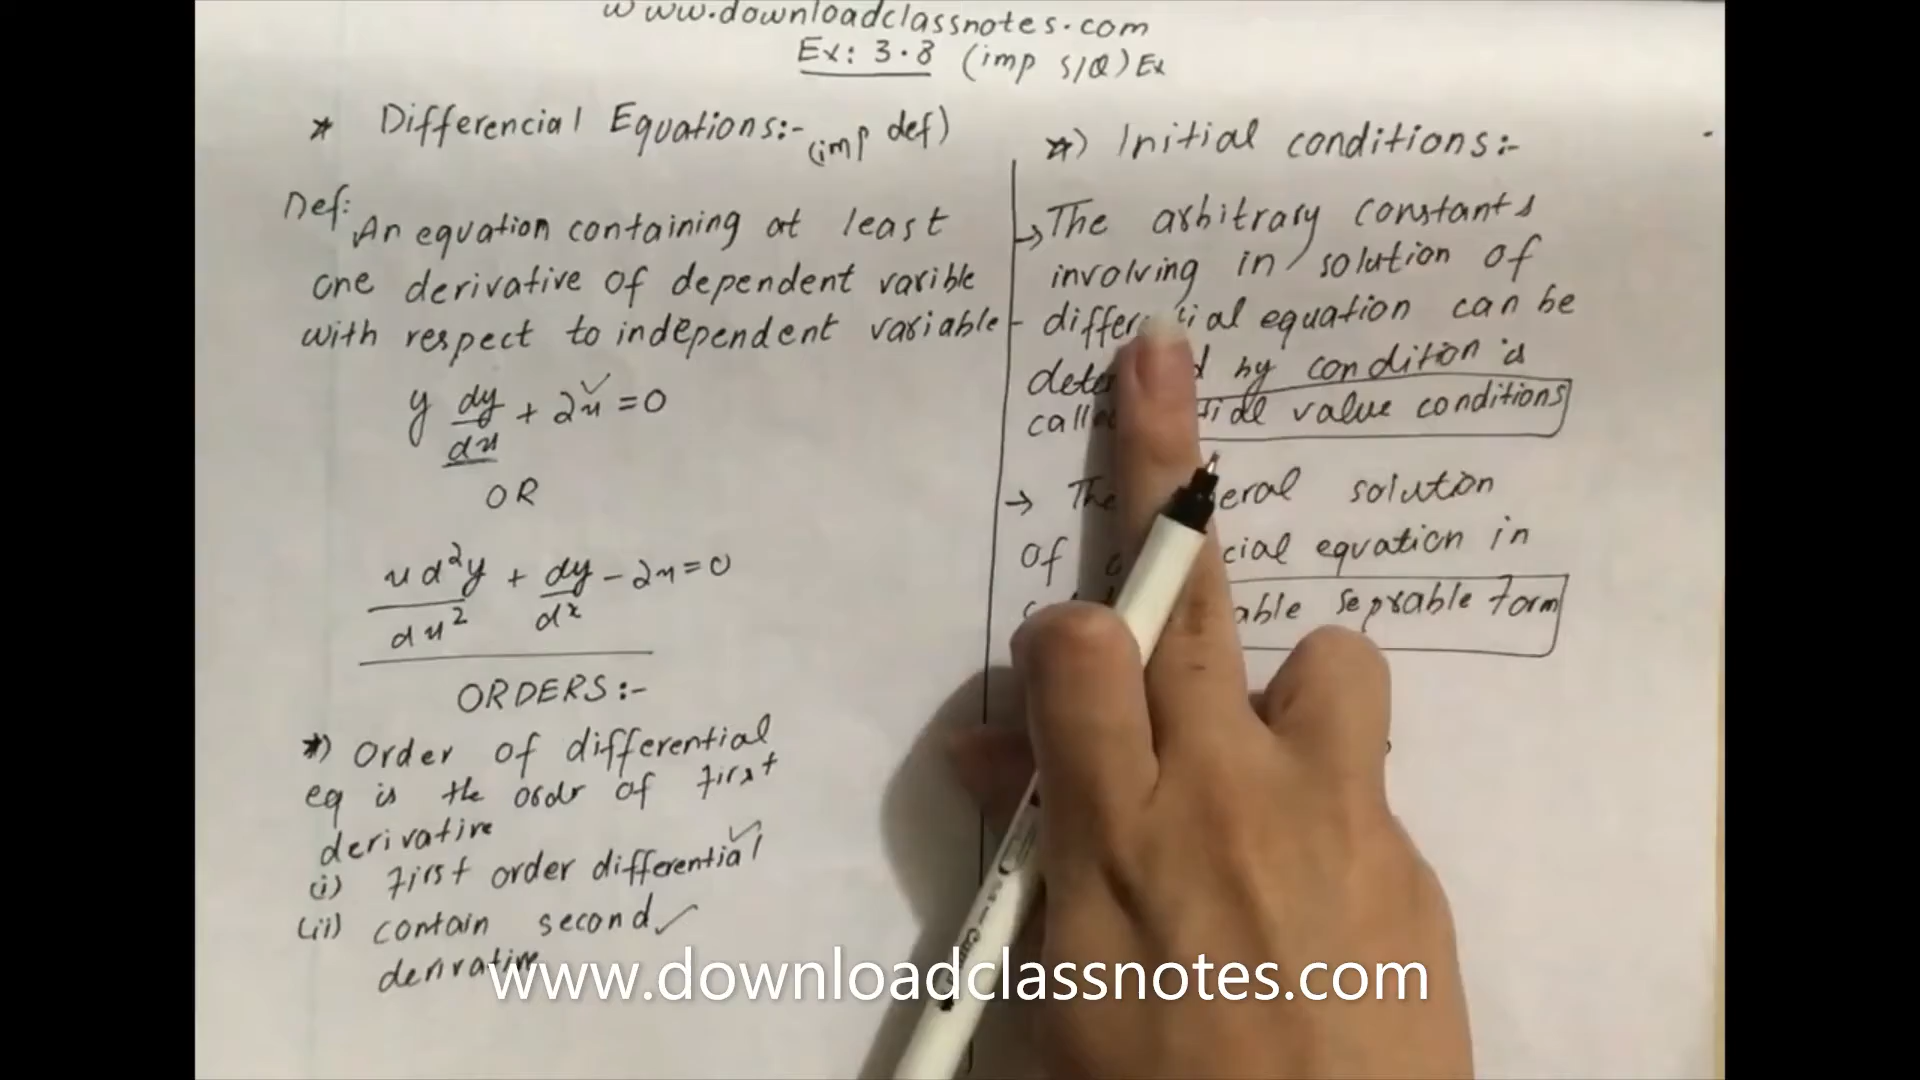 www.downloadclassnotes.com
Ex: 3.8 (imp S/Q) Ex
* Differencial Equations:- (imp def)
Def: An equation containing at least
one derivative of dependent varible
with respect to independent variable
y dy/dx + 2x = 0
OR
x d²y/dx² + dy/dx - 2x = 0
ORDERS:-
*) Order of differential
eq is the order of first
derivative
(i) first order differential
(ii) contain second
derivative
*) Initial conditions:-
→ The arbitrary constants
involving in solution of
differential equation can be
by condition is
value conditions
→ The solution
of equation in
seprable form
www.downloadclassnotes.com